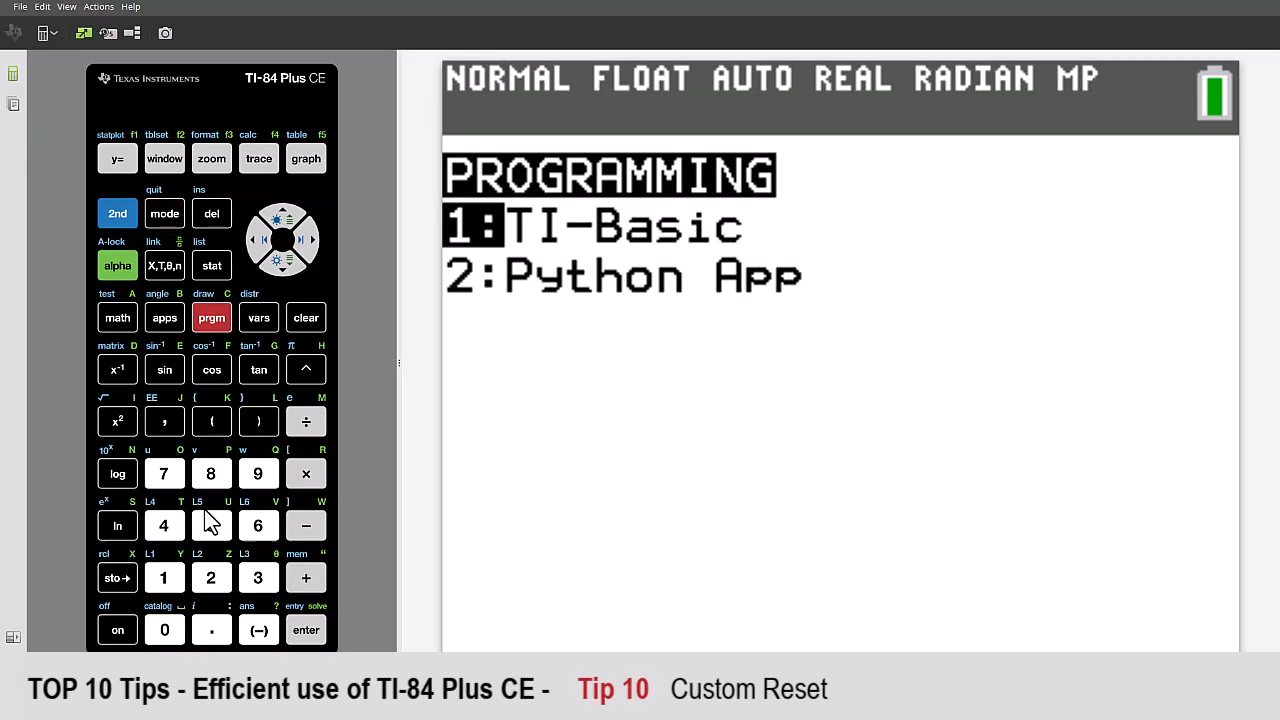 File Edit View Actions Help
TEXAS INSTRUMENTS TI-84 Plus CE
NORMAL FLOAT AUTO REAL RADIAN MP
PROGRAMMING
1:TI-Basic
2:Python App
statplot f1 tblset f2 format f3 calc f4 table f5
y= window zoom trace graph
quit ins
2nd mode del
A-lock link list
alpha X,T,θ,n stat
test A angle B draw C distr
math apps prgm vars clear
matrix D sin⁻¹ E cos⁻¹ F tan⁻¹ G π H
x⁻¹ sin cos tan ^
√ I EE J { K } L e M
x² , ( ) ÷
10ˣ N u O v P w Q [ R
log 7 8 9 ×
eˣ S L4 T L5 U L6 V ] W
ln 4 6 −
rcl X L1 Y L2 Z L3 θ mem “
sto→ 1 2 3 +
off catalog i : ans ? entry solve
on 0 . (−) enter
TOP 10 Tips - Efficient use of TI-84 Plus CE - Tip 10 Custom Reset